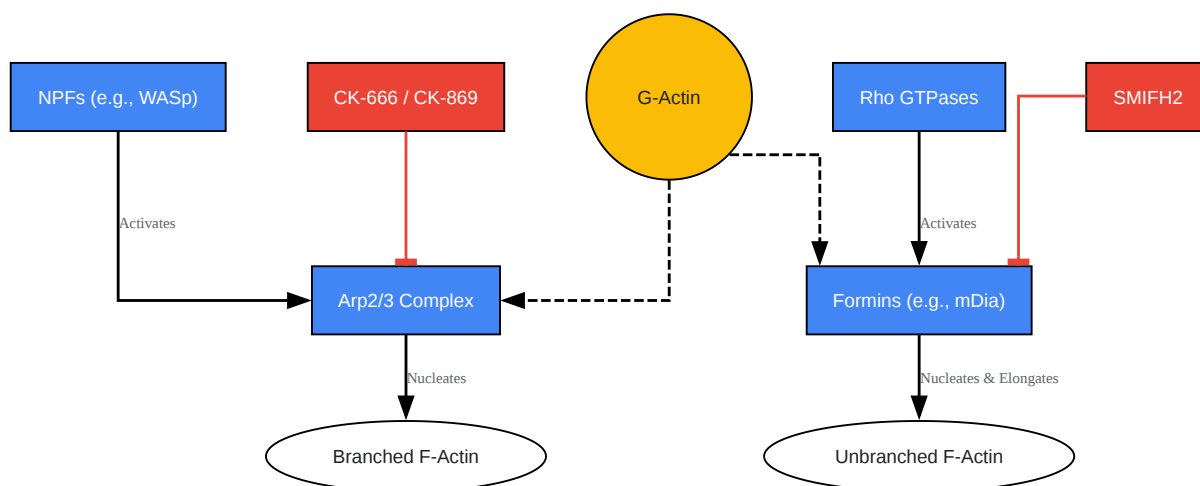 NPFs (e.g., WASp)
CK-666 / CK-869
G-Actin
Rho GTPases
SMIFH2
Activates
Activates
Arp2/3 Complex
Formins (e.g., mDia)
Nucleates
Nucleates & Elongates
Branched F-Actin
Unbranched F-Actin